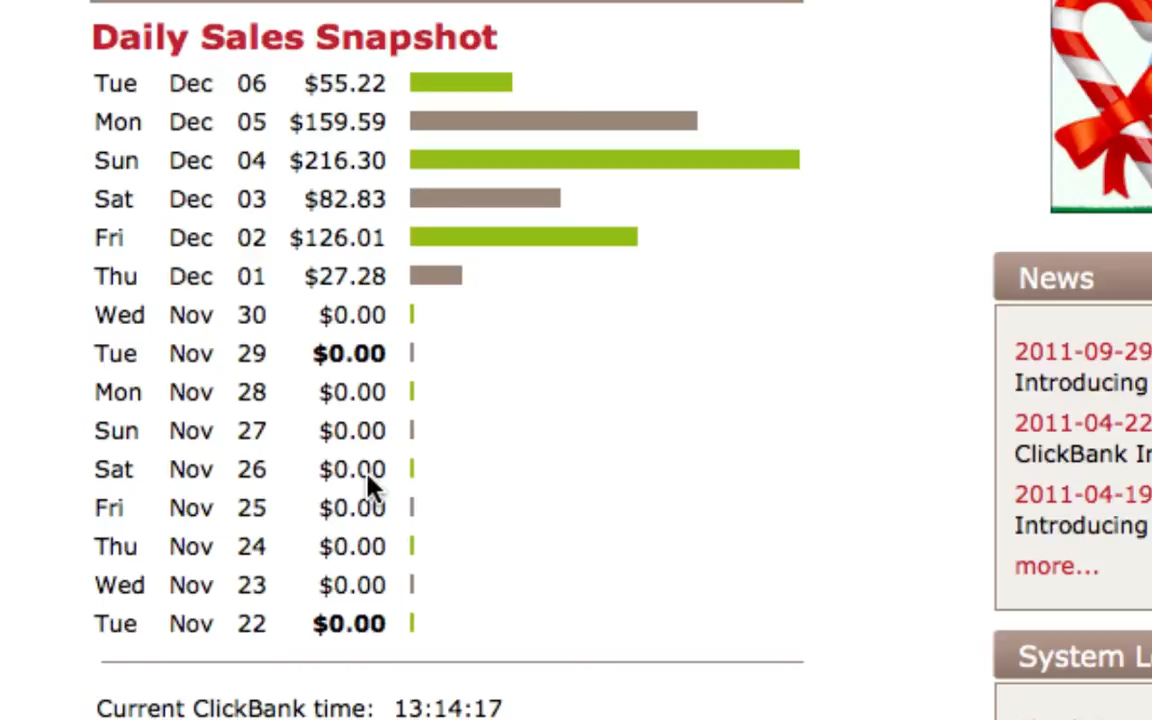 Daily Sales Snapshot
Tue Dec 06 $55.22
Mon Dec 05 $159.59
Sun Dec 04 $216.30
Sat Dec 03 $82.83
Fri Dec 02 $126.01
Thu Dec 01 $27.28
Wed Nov 30 $0.00
Tue Nov 29 $0.00
Mon Nov 28 $0.00
Sun Nov 27 $0.00
Sat Nov 26 $0.00
Fri Nov 25 $0.00
Thu Nov 24 $0.00
Wed Nov 23 $0.00
Tue Nov 22 $0.00
Current ClickBank time: 13:14:17
News
2011-09-29
Introducing
2011-04-22
ClickBank
2011-04-19
Introducing
more...
System